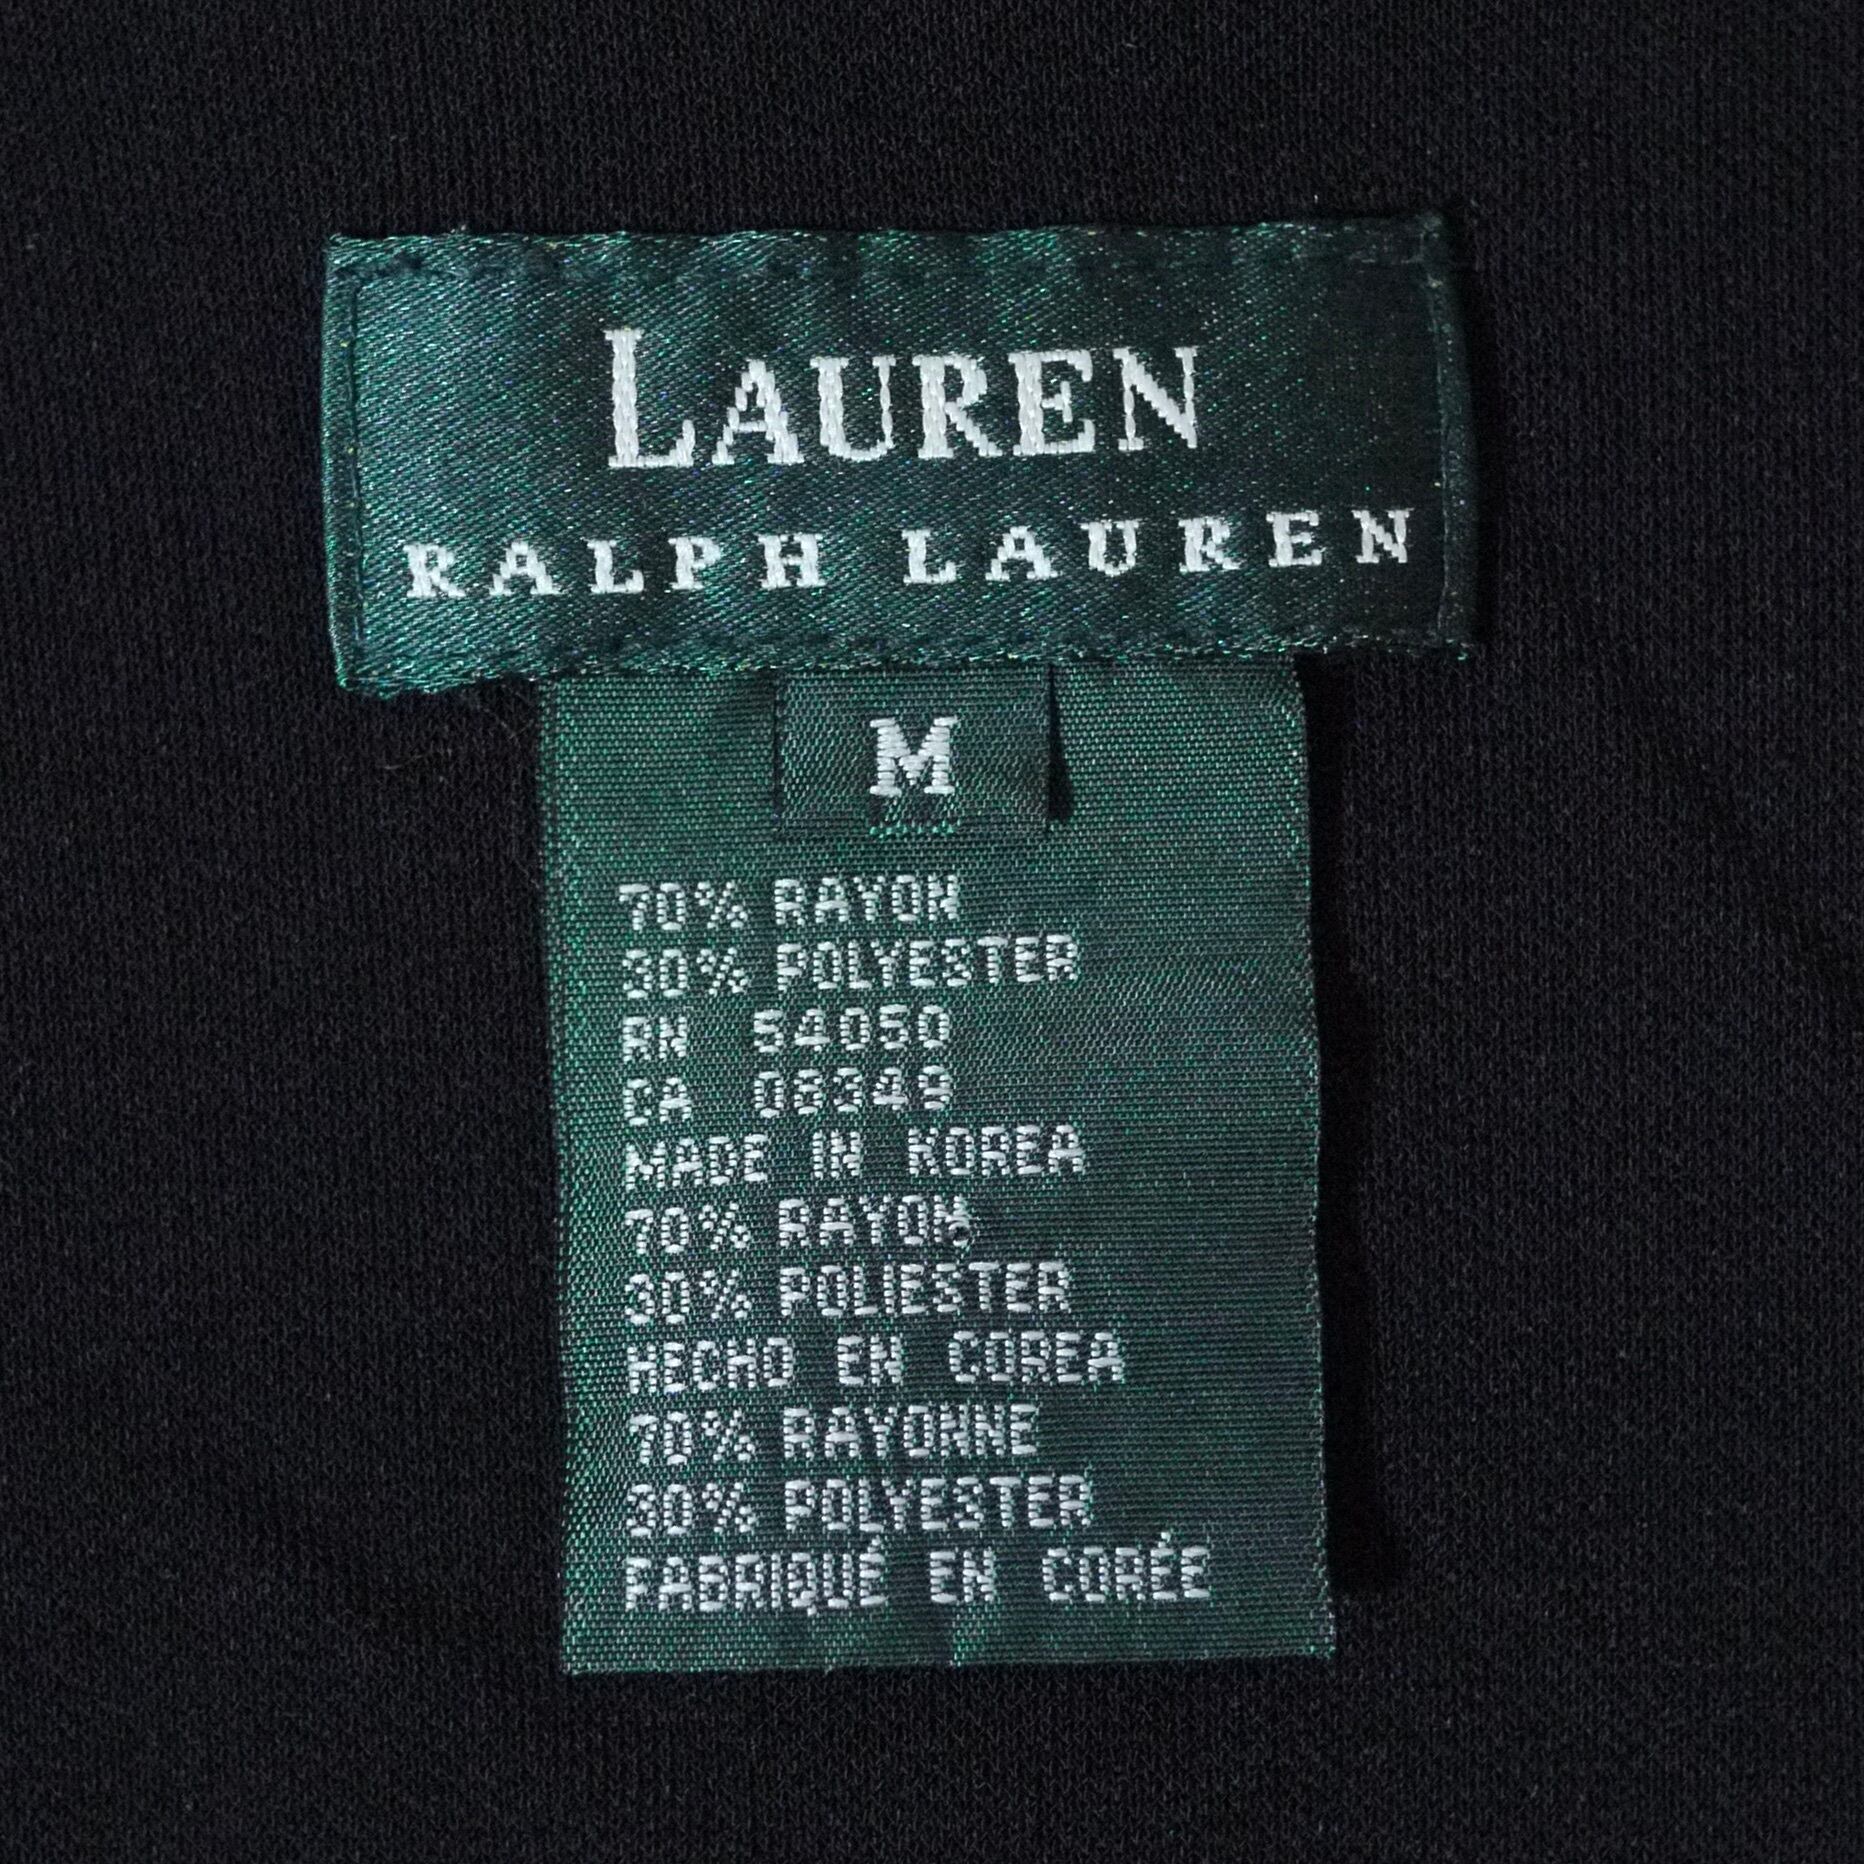 LAUREN
RALPH LAUREN
M
70% RAYON
30% POLYESTER
RN 54050
CA 08349
MADE IN KOREA
70% RAYON
30% POLIESTER
HECHO EN COREA
70% RAYONNE
30% POLYESTER
FABRIQUÉ EN CORÉE